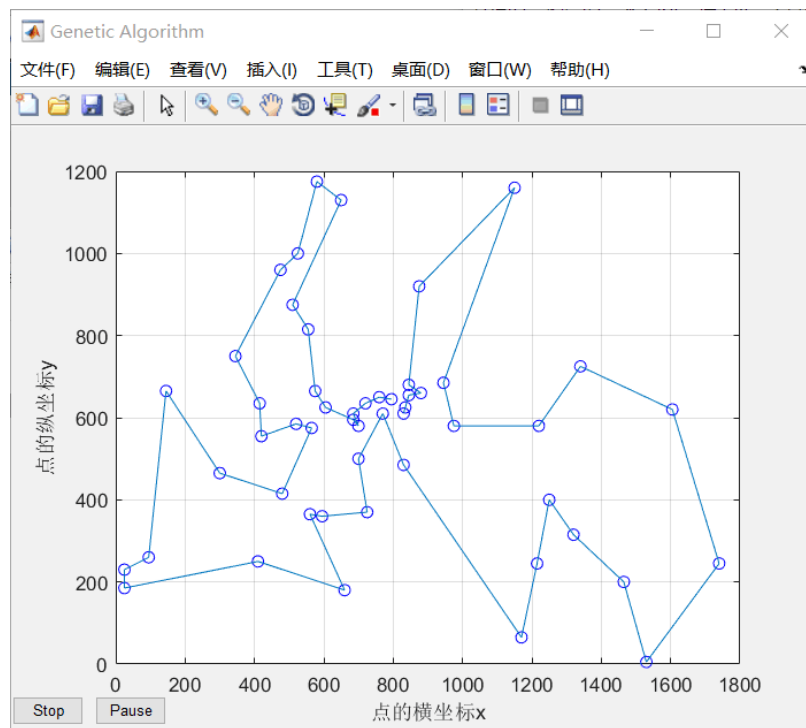 Genetic Algorithm
文件(F) 编辑(E) 查看(V) 插入(I) 工具(T) 桌面(D) 窗口(W) 帮助(H)
1200
1000
800
600
400
200
0
点的纵坐标y
0 200 400 600 800 1000 1200 1400 1600 1800
点的横坐标x
Stop Pause